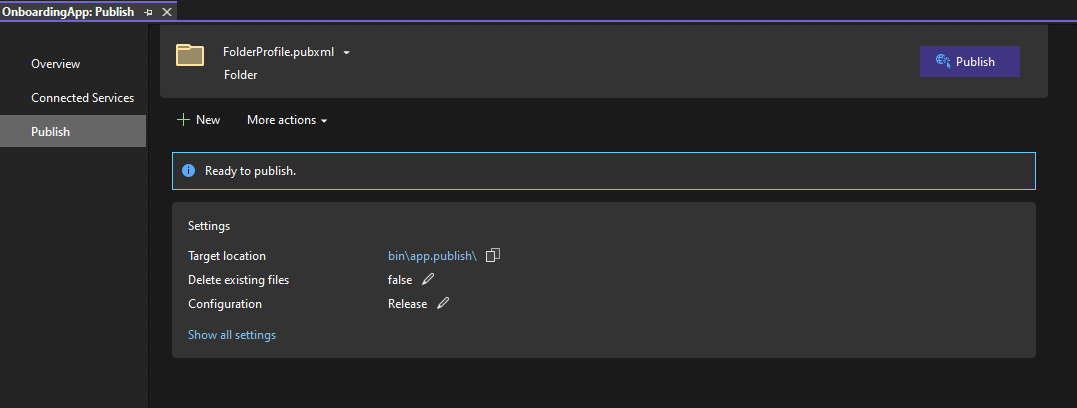 OnboardingApp: Publish
Overview
Connected Services
Publish
FolderProfile.pubxml
Folder
Publish
New
More actions
Ready to publish.
Settings
Target location bin\app.publish\
Delete existing files false
Configuration Release
Show all settings